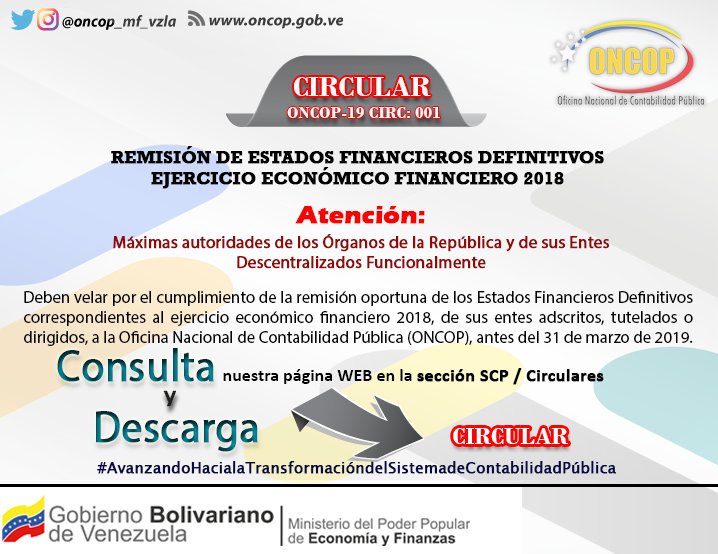 @oncop_mf_vzla www.oncop.gob.ve
ONCOP
Oficina Nacional de Contabilidad Pública
CIRCULAR
ONCOP-19 CIRC: 001
REMISIÓN DE ESTADOS FINANCIEROS DEFINITIVOS
EJERCICIO ECONÓMICO FINANCIERO 2018
Atención:
Máximas autoridades de los Órganos de la República y de sus Entes
Descentralizados Funcionalmente
Deben velar por el cumplimiento de la remisión oportuna de los Estados Financieros Definitivos
correspondientes al ejercicio económico financiero 2018, de sus entes adscritos, tutelados o
dirigidos, a la Oficina Nacional de Contabilidad Pública (ONCOP), antes del 31 de marzo de 2019.
Consulta nuestra página WEB en la sección SCP / Circulares
y
Descarga CIRCULAR
#AvanzandoHacialaTransformacióndelSistemadeContabilidadPública
Gobierno Bolivariano
de Venezuela
Ministerio del Poder Popular
de Economía y Finanzas